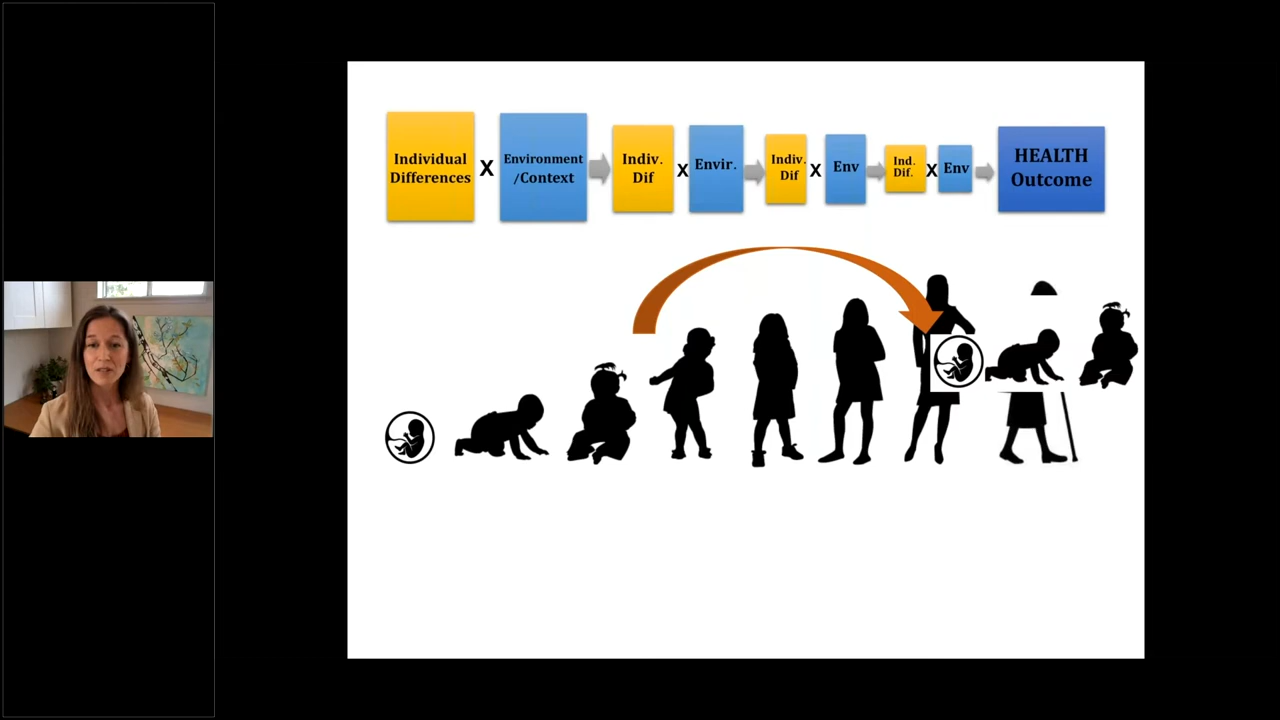 Individual
Differences
X
Environment
/Context
Indiv.
Dif
X
Envir.
Indiv.
Dif
X
Env
Ind.
Dif.
X
Env
HEALTH
Outcome